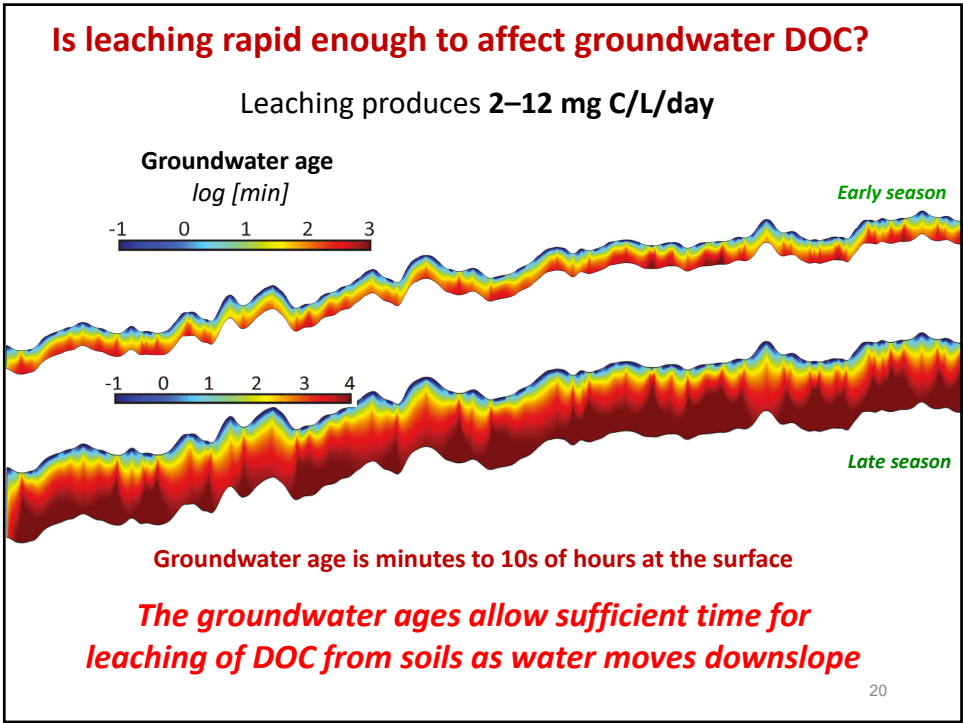 Is leaching rapid enough to affect groundwater DOC?
Leaching produces 2–12 mg C/L/day
Groundwater age
log [min]
Early season
-1 0 1 2 3
-1 0 1 2 3 4
Late season
Groundwater age is minutes to 10s of hours at the surface
The groundwater ages allow sufficient time for
leaching of DOC from soils as water moves downslope
20